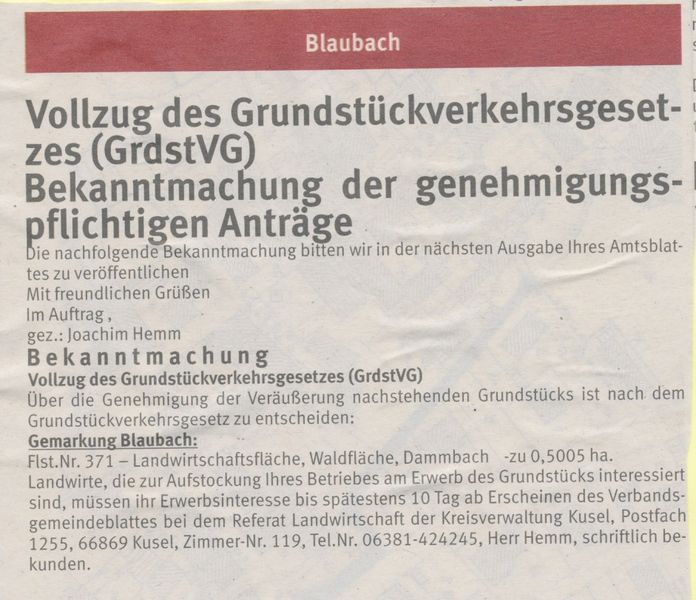 Blaubach
Vollzug des Grundstückverkehrsgeset-
zes (GrdstVG)
Bekanntmachung der genehmigungs-
pflichtigen Anträge
Die nachfolgende Bekanntmachung bitten wir in der nächsten Ausgabe Ihres Amtsblat-
tes zu veröffentlichen
Mit freundlichen Grüßen
Im Auftrag ,
gez.: Joachim Hemm
Bekanntmachung
Vollzug des Grundstückverkehrsgesetzes (GrdstVG)
Über die Genehmigung der Veräußerung nachstehenden Grundstücks ist nach dem
Grundstückverkehrsgesetz zu entscheiden:
Gemarkung Blaubach:
Flst.Nr. 371 – Landwirtschaftsfläche, Waldfläche, Dammbach -zu 0,5005 ha.
Landwirte, die zur Aufstockung Ihres Betriebes am Erwerb des Grundstücks interessiert
sind, müssen ihr Erwerbsinteresse bis spätestens 10 Tag ab Erscheinen des Verbands-
gemeindeblattes bei dem Referat Landwirtschaft der Kreisverwaltung Kusel, Postfach
1255, 66869 Kusel, Zimmer-Nr. 119, Tel.Nr. 06381-424245, Herr Hemm, schriftlich be-
kunden.